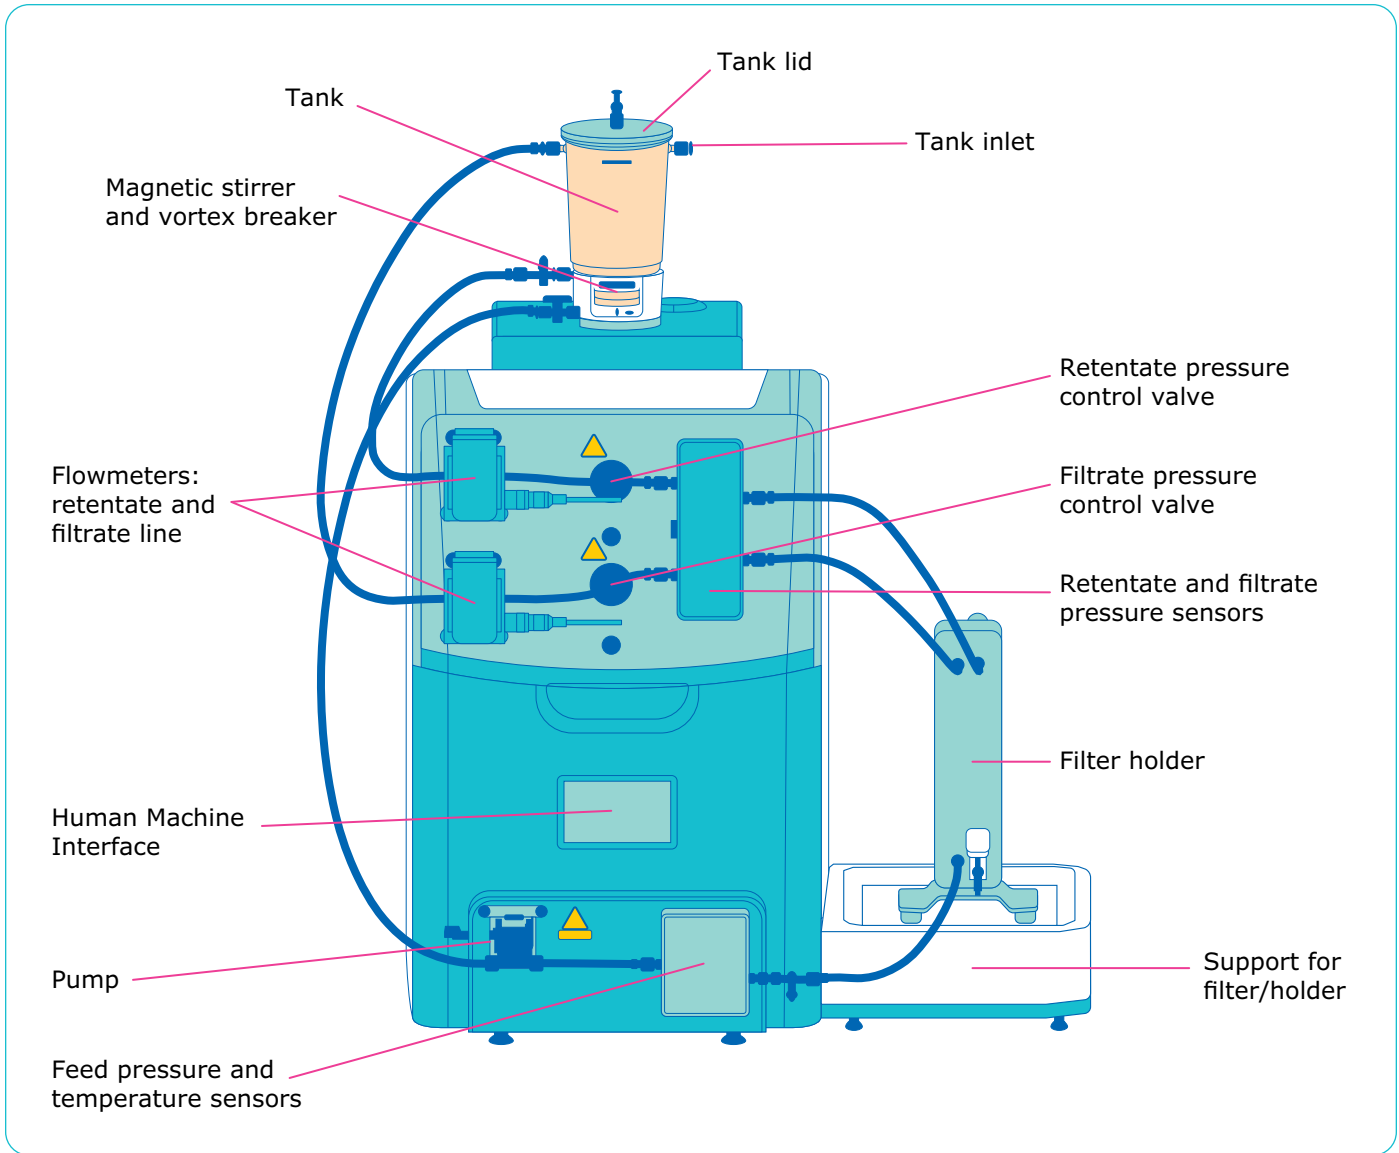 Tank lid
Tank
Tank inlet
Magnetic stirrer
and vortex breaker
Retentate pressure
control valve
Flowmeters:
retentate and
filtrate line
Filtrate pressure
control valve
Retentate and filtrate
pressure sensors
Filter holder
Human Machine
Interface
Pump
Support for
filter/holder
Feed pressure and
temperature sensors